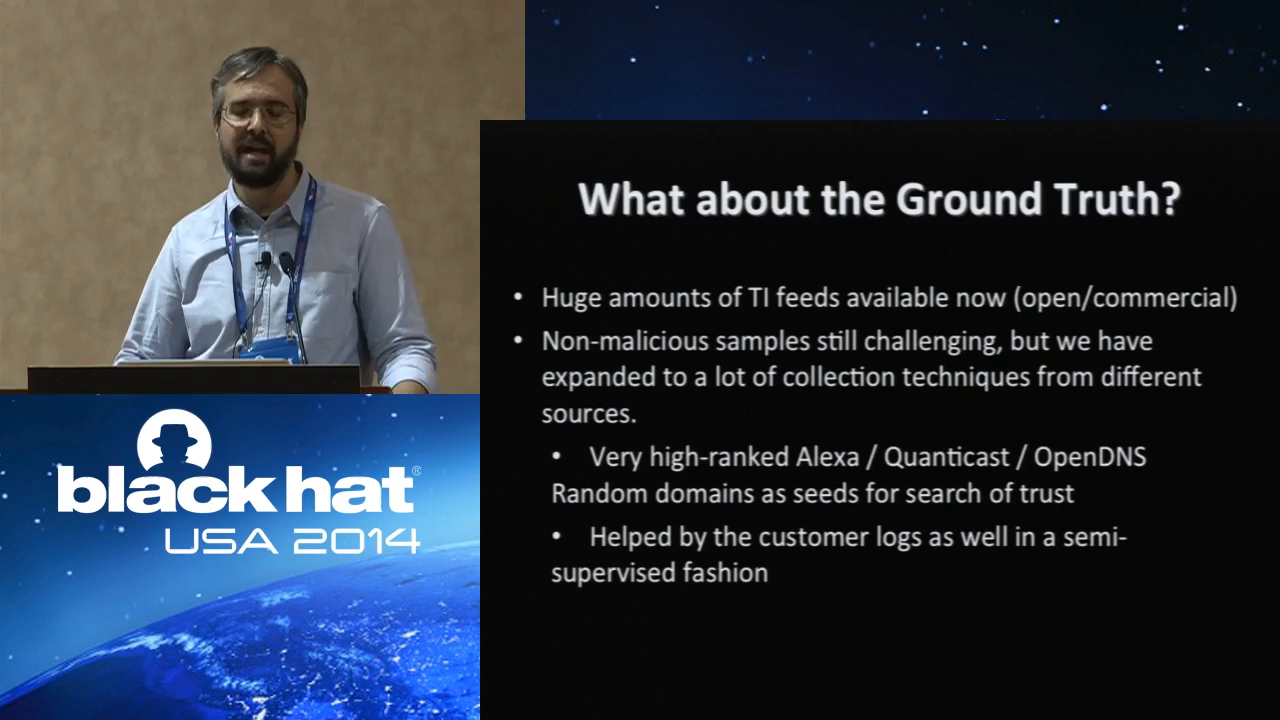 What about the Ground Truth?
• Huge amounts of TI feeds available now (open/commercial)
• Non-malicious samples still challenging, but we have
expanded to a lot of collection techniques from different
sources.
• Very high-ranked Alexa / Quanticast / OpenDNS
Random domains as seeds for search of trust
• Helped by the customer logs as well in a semi-
supervised fashion
black hat®
USA 2014